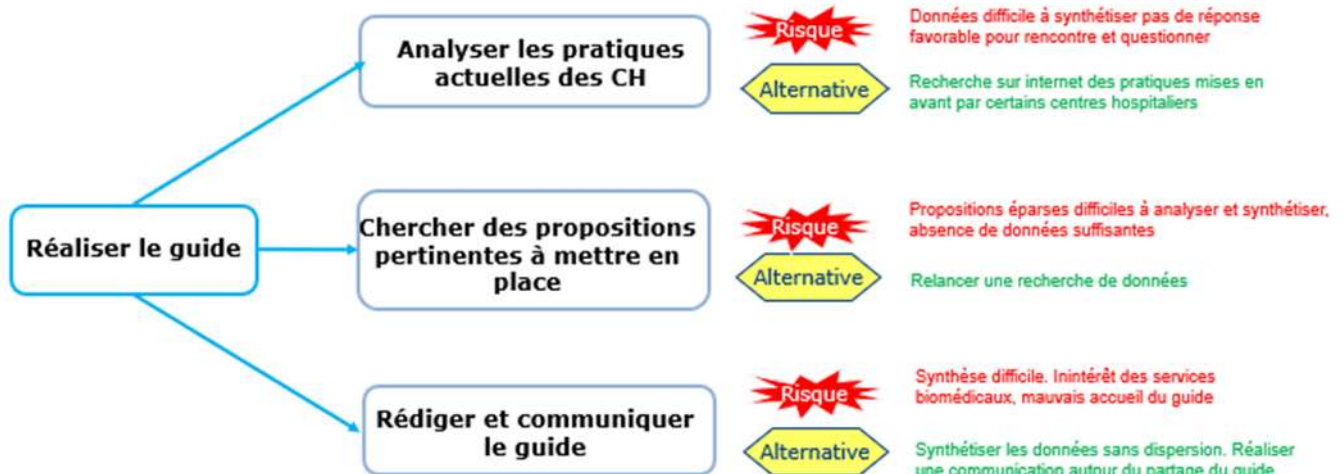 Réaliser le guide
Analyser les pratiques
actuelles des CH
Risque
Données difficile à synthétiser pas de réponse
favorable pour rencontre et questionner
Alternative
Recherche sur internet des pratiques mises en
avant par certains centres hospitaliers
Chercher des propositions
pertinentes à mettre en
place
Risque
Propositions éparses difficiles à analyser et synthétiser,
absence de données suffisantes
Alternative
Relancer une recherche de données
Rédiger et communiquer
le guide
Risque
Synthèse difficile. Inintérêt des services
biomédicaux, mauvais accueil du guide
Alternative
Synthétiser les données sans dispersion. Réaliser
une communication autour du partage du guide